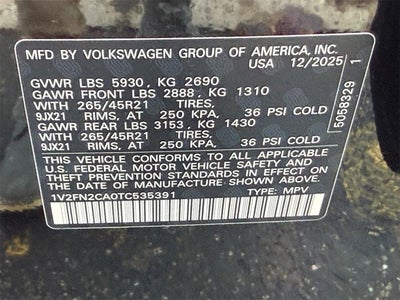 MFD BY VOLKSWAGEN GROUP OF AMERICA, INC.
USA 12/2025
GVWR LBS 5930, KG 2690
GAWR FRONT LBS 2888, KG 1310
WITH 265/45R21 TIRES,
9JX21 RIMS, AT 250 KPA, 36 PSI COLD
GAWR REAR LBS 3153, KG 1430
WITH 265/45R21 TIRES,
9JX21 RIMS, AT 250 KPA, 36 PSI COLD
THIS VEHICLE CONFORMS TO ALL APPLICABLE
U.S. FEDERAL MOTOR VEHICLE SAFETY AND
THEFT PREVENTION STANDARDS IN EFFECT ON
THE DATE OF MANUFACTURE SHOWN ABOVE.
1V2FN2CA0TC535391 TYPE: MPV
1